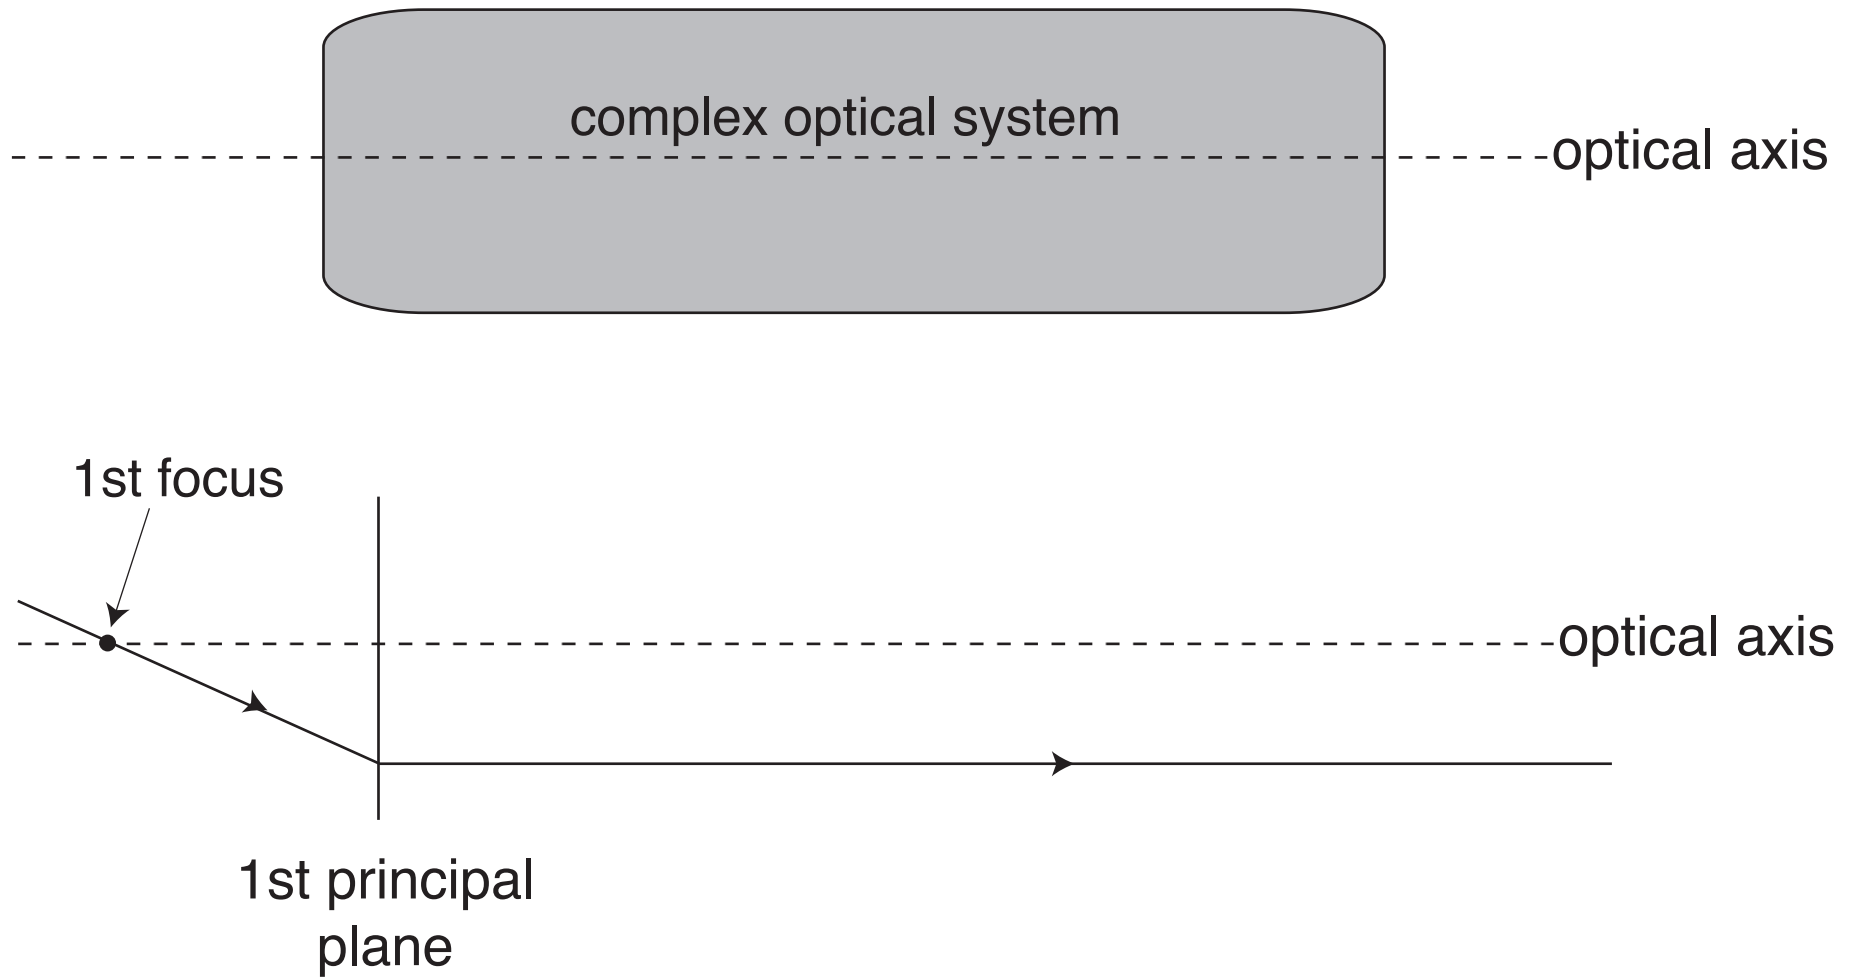 complex optical system
optical axis
1st focus
optical axis
1st principal
plane